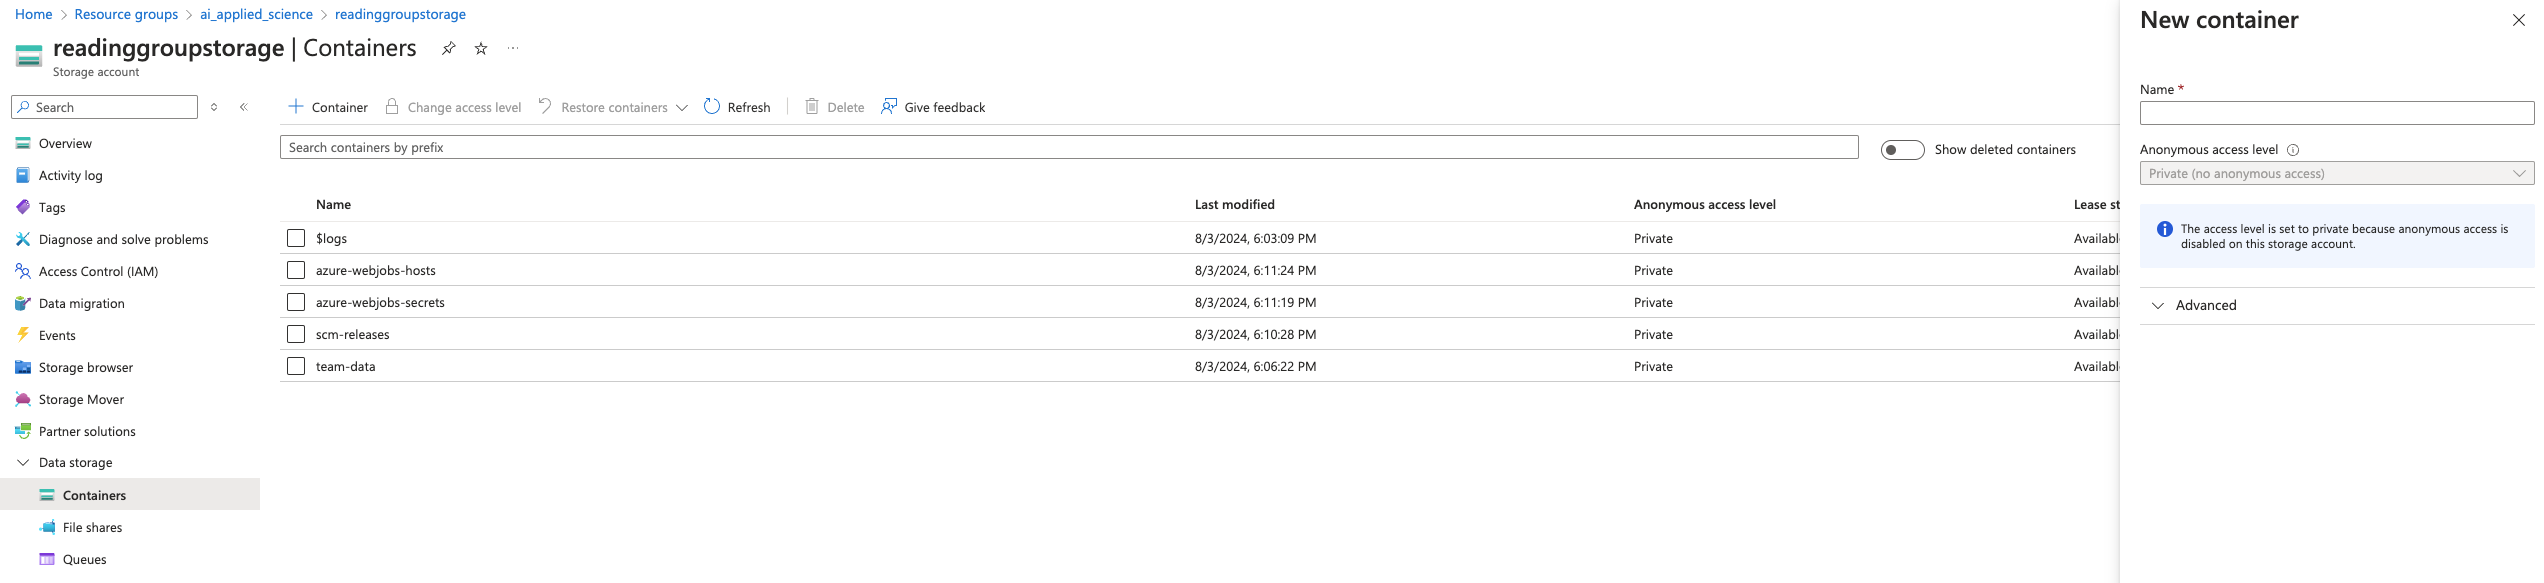 Home > Resource groups > ai_applied_science > readinggroupstorage
readinggroupstorage | Containers
Storage account
Search
Overview
Activity log
Tags
Diagnose and solve problems
Access Control (IAM)
Data migration
Events
Storage browser
Storage Mover
Partner solutions
Data storage
Containers
File shares
Queues
Container Change access level Restore containers Refresh Delete Give feedback
Search containers by prefix
Show deleted containers
Name Last modified Anonymous access level Lease st
$logs 8/3/2024, 6:03:09 PM Private Availabl
azure-webjobs-hosts 8/3/2024, 6:11:24 PM Private Availabl
azure-webjobs-secrets 8/3/2024, 6:11:19 PM Private Availabl
scm-releases 8/3/2024, 6:10:28 PM Private Availabl
team-data 8/3/2024, 6:06:22 PM Private Availabl
New container
Name *
Anonymous access level
Private (no anonymous access)
The access level is set to private because anonymous access is
disabled on this storage account.
Advanced